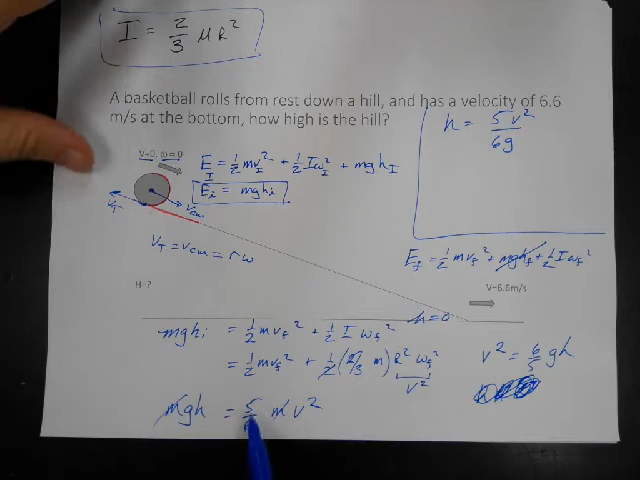 I = 2/3 MR²
A basketball rolls from rest down a hill, and has a velocity of 6.6
m/s at the bottom, how high is the hill?
h = 5v²/6g
V=0, ω=0
E_I = ½mv_I² + ½Iω_I² + mgh_I
E_i = mgh_i
V_T
V_cm
V_T = V_cm = rω
E_f = ½mv_f² + mgh_f + ½Iω_f²
H=?
V=6.6m/s
h=0
mgh_i = ½mv_f² + ½Iω_f²
= ½mv_f² + ½(2/3 m)R²ω_f²
V²
v² = 6/5 gh
mgh = 5/6 mv²